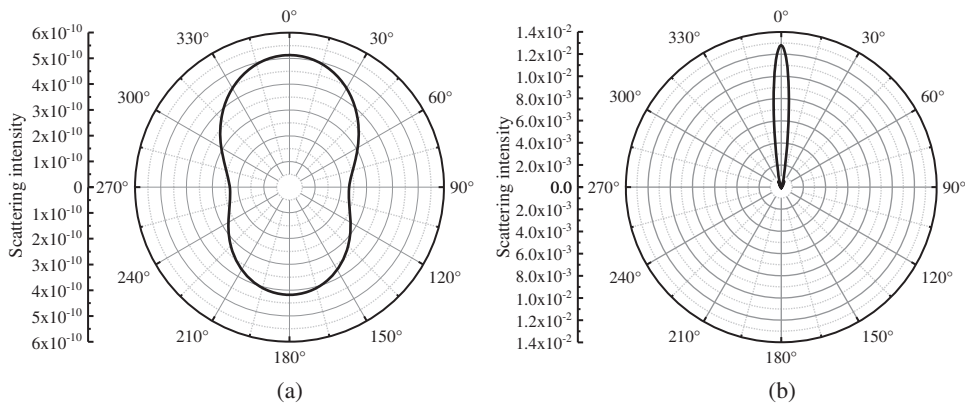 Scattering intensity
6x10⁻¹⁰
5x10⁻¹⁰
4x10⁻¹⁰
3x10⁻¹⁰
2x10⁻¹⁰
1x10⁻¹⁰
0
1x10⁻¹⁰
2x10⁻¹⁰
3x10⁻¹⁰
4x10⁻¹⁰
5x10⁻¹⁰
6x10⁻¹⁰
0°
30°
60°
90°
120°
150°
180°
210°
240°
270°
300°
330°
(a)
Scattering intensity
1.4x10⁻²
1.2x10⁻²
1.0x10⁻²
8.0x10⁻³
6.0x10⁻³
4.0x10⁻³
2.0x10⁻³
0.0
2.0x10⁻³
4.0x10⁻³
6.0x10⁻³
8.0x10⁻³
1.0x10⁻²
1.2x10⁻²
1.4x10⁻²
0°
30°
60°
90°
120°
150°
180°
210°
240°
270°
300°
330°
(b)